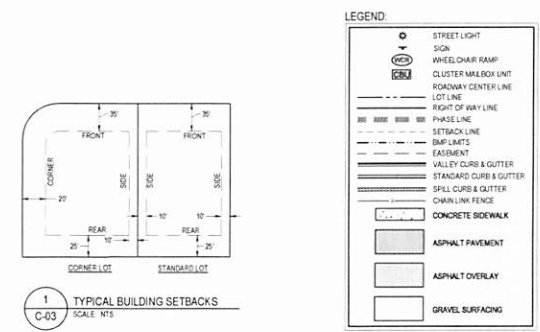 LEGEND:
STREET LIGHT
SIGN
WCR WHEELCHAIR RAMP
CBU CLUSTER MAILBOX UNIT
ROADWAY CENTER LINE
LOT LINE
RIGHT OF WAY LINE
PHASE LINE
SETBACK LINE
BMP LIMITS
EASEMENT
VALLEY CURB & GUTTER
STANDARD CURB & GUTTER
SPILL CURB & GUTTER
CHAIN LINK FENCE
CONCRETE SIDEWALK
ASPHALT PAVEMENT
ASPHALT OVERLAY
GRAVEL SURFACING
35' 35'
FRONT FRONT
CORNER SIDE SIDE SIDE
20' 10' 10'
REAR REAR
25' 10' 25'
CORNER LOT STANDARD LOT
1 TYPICAL BUILDING SETBACKS
C-03 SCALE NTS